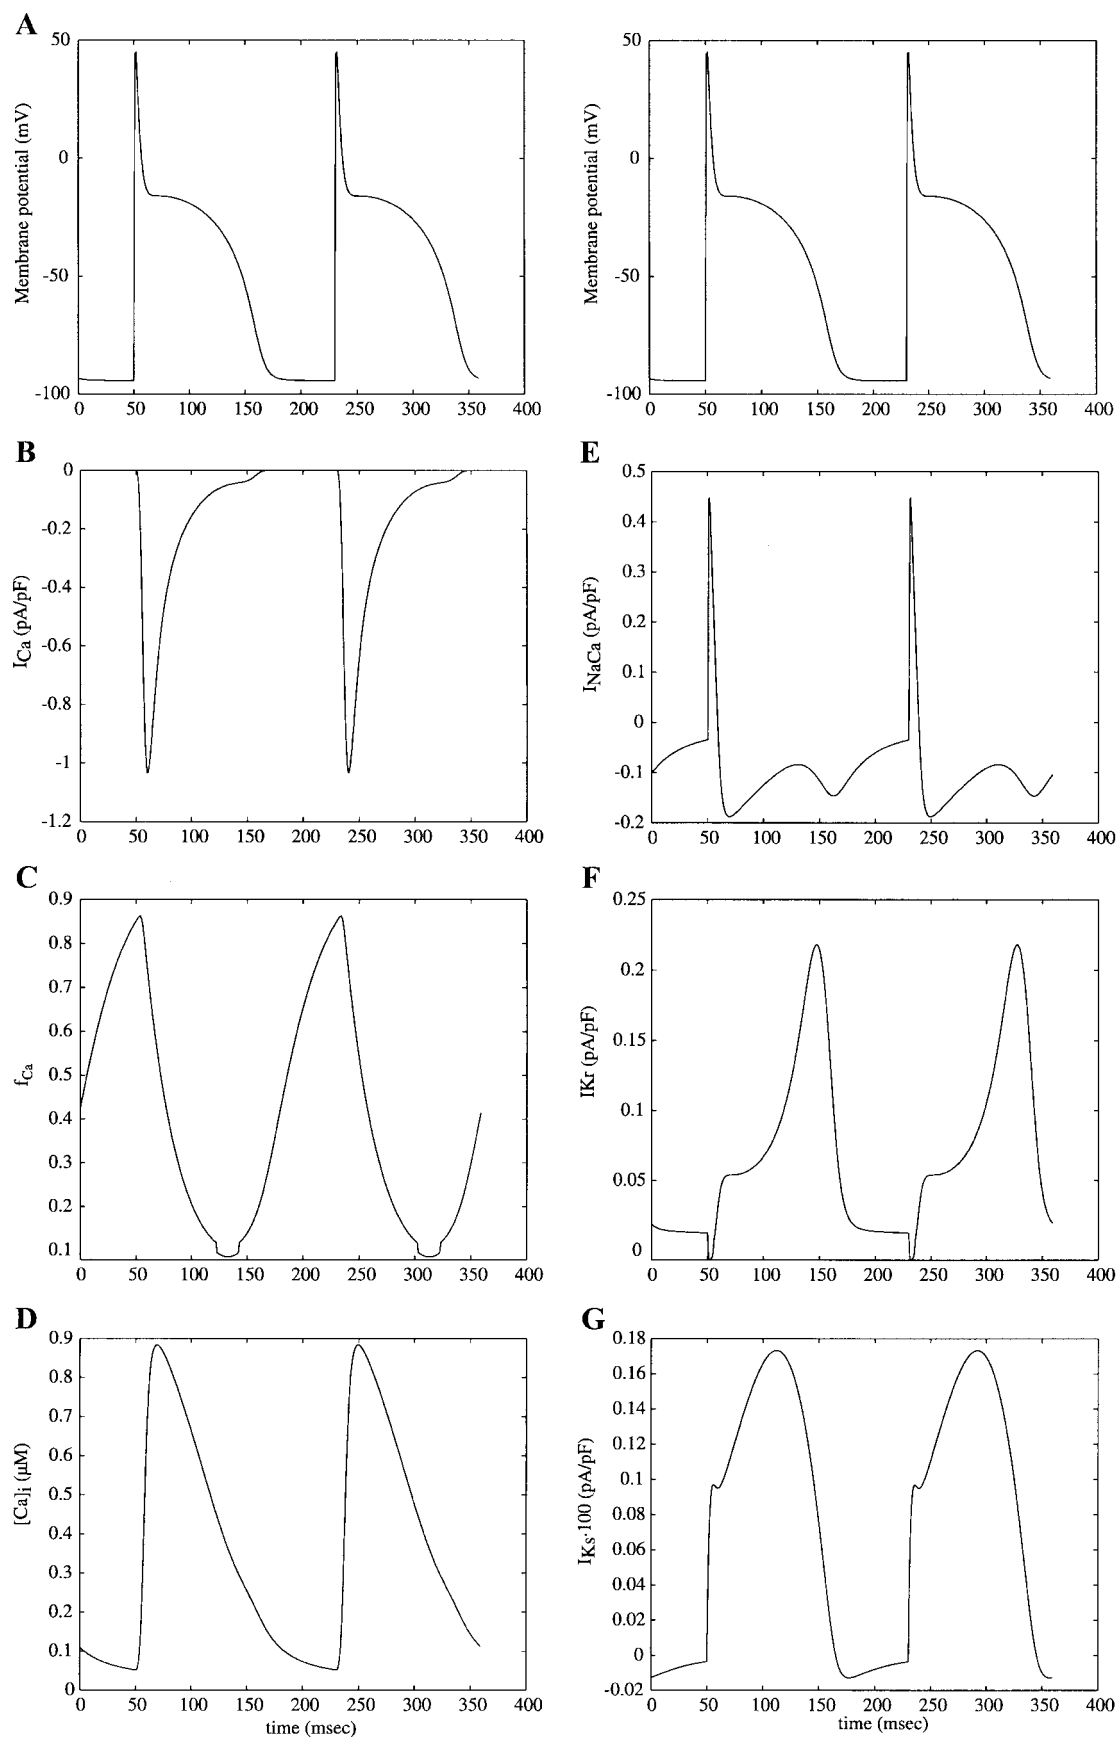 A
50
0
-50
-100
Membrane potential (mV)
0 50 100 150 200 250 300 350 400
50
0
-50
-100
Membrane potential (mV)
0 50 100 150 200 250 300 350 400
B
0
-0.2
-0.4
-0.6
-0.8
-1
-1.2
ICa (pA/pF)
0 50 100 150 200 250 300 350 400
E
0.5
0.4
0.3
0.2
0.1
0
-0.1
-0.2
INaCa (pA/pF)
0 50 100 150 200 250 300 350 400
C
0.9
0.8
0.7
0.6
0.5
0.4
0.3
0.2
0.1
fCa
0 50 100 150 200 250 300 350 400
F
0.25
0.2
0.15
0.1
0.05
0
IKr (pA/pF)
0 50 100 150 200 250 300 350 400
D
0.9
0.8
0.7
0.6
0.5
0.4
0.3
0.2
0.1
0
[Ca]i (μM)
0 50 100 150 200 250 300 350 400
time (msec)
G
0.18
0.16
0.14
0.12
0.1
0.08
0.06
0.04
0.02
0
-0.02
IKs·100 (pA/pF)
0 50 100 150 200 250 300 350 400
time (msec)